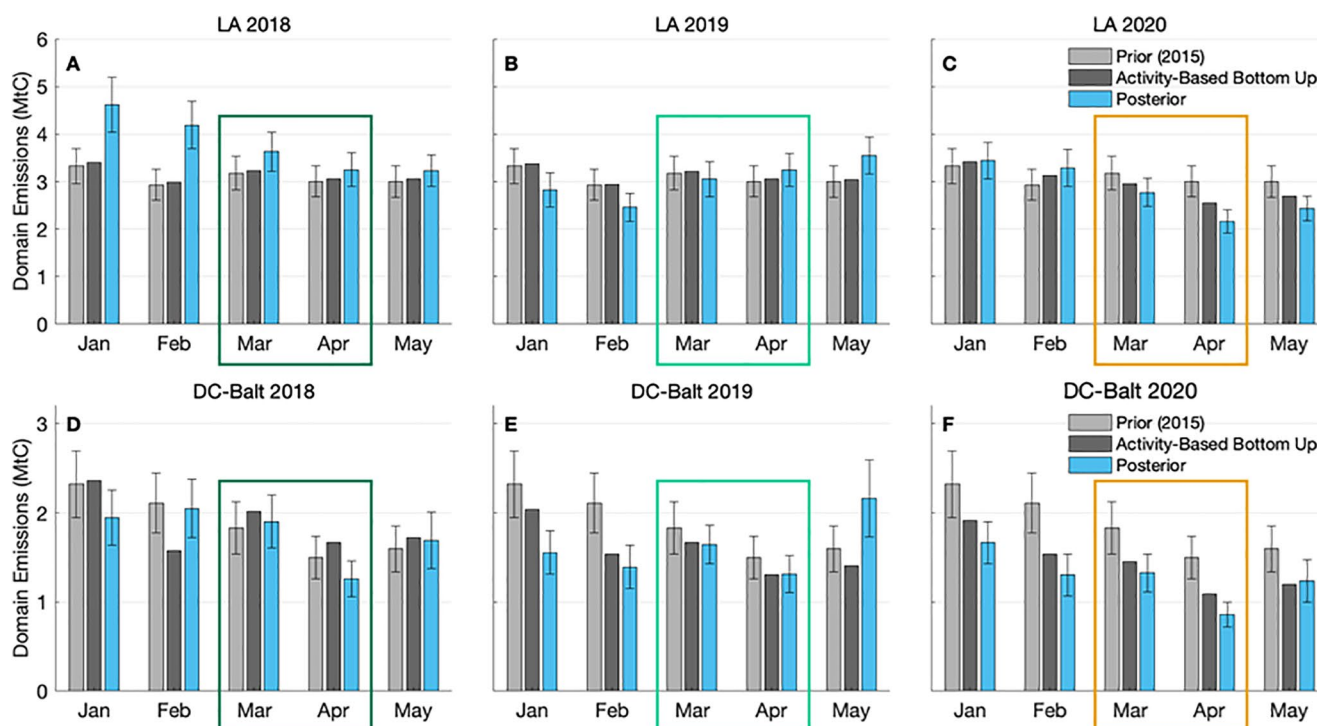 LA 2018
LA 2019
LA 2020
Domain Emissions (MtC)
6
5
4
3
2
1
0
A
B
C
Prior (2015)
Activity-Based Bottom Up
Posterior
Jan Feb Mar Apr May
Jan Feb Mar Apr May
Jan Feb Mar Apr May
DC-Balt 2018
DC-Balt 2019
DC-Balt 2020
Domain Emissions (MtC)
3
2
1
0
D
E
F
Prior (2015)
Activity-Based Bottom Up
Posterior
Jan Feb Mar Apr May
Jan Feb Mar Apr May
Jan Feb Mar Apr May